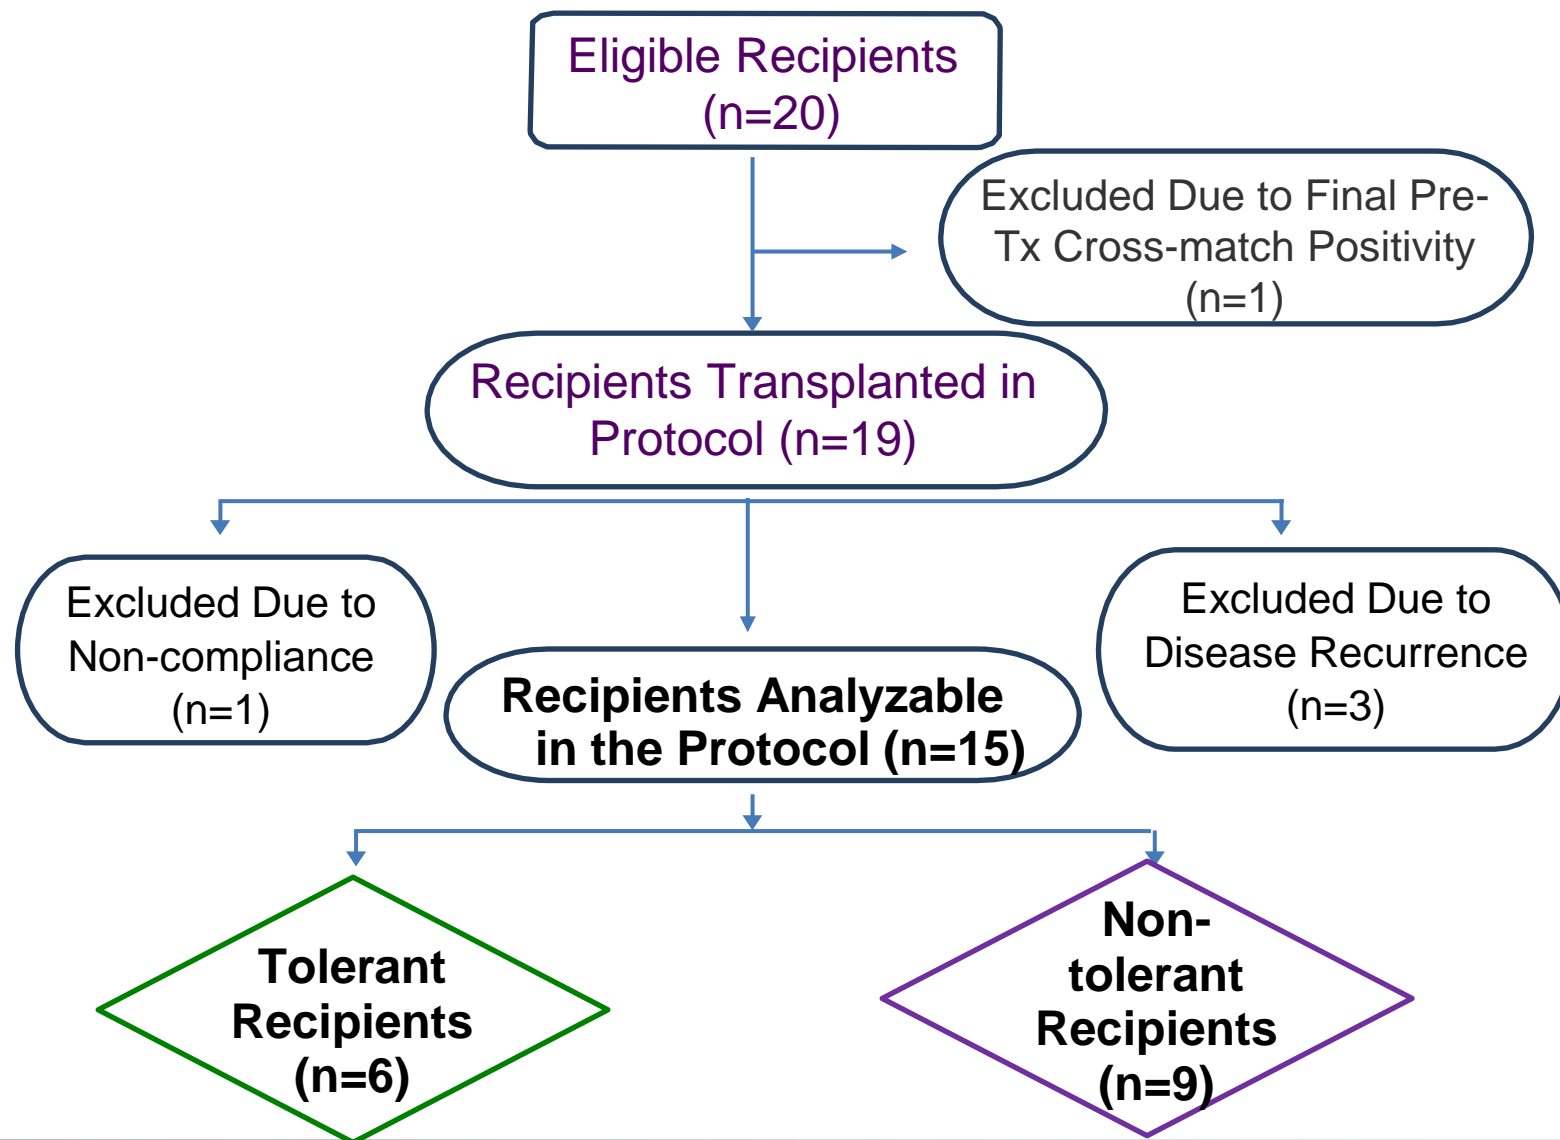 Eligible Recipients
(n=20)
Excluded Due to Final Pre-
Tx Cross-match Positivity
(n=1)
Recipients Transplanted in
Protocol (n=19)
Excluded Due to
Non-compliance
(n=1)
Excluded Due to
Disease Recurrence
(n=3)
Recipients Analyzable
in the Protocol (n=15)
Tolerant
Recipients
(n=6)
Non-
tolerant
Recipients
(n=9)